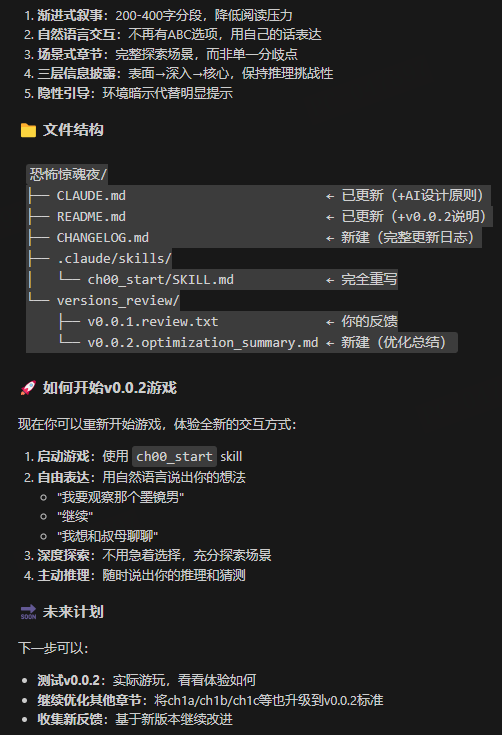 1. 渐进式叙事：200-400字分段，降低阅读压力
2. 自然语言交互：不再有ABC选项，用自己的话表达
3. 场景式章节：完整探索场景，而非单一分歧点
4. 三层信息披露：表面→深入→核心，保持推理挑战性
5. 隐性引导：环境暗示代替明显提示
📁 文件结构
恐怖惊魂夜/
├── CLAUDE.md ← 已更新（+AI设计原则）
├── README.md ← 已更新（+v0.0.2说明）
├── CHANGELOG.md ← 新建（完整更新日志）
├── .claude/skills/
│ └── ch00_start/SKILL.md ← 完全重写
└── versions_review/
├── v0.0.1.review.txt ← 你的反馈
└── v0.0.2.optimization_summary.md ← 新建（优化总结）
🚀 如何开始v0.0.2游戏
现在你可以重新开始游戏，体验全新的交互方式：
1. 启动游戏：使用 ch00_start skill
2. 自由表达：用自然语言说出你的想法
○ "我要观察那个墨镜男"
○ "继续"
○ "我想和叔母聊聊"
3. 深度探索：不用急着选择，充分探索场景
4. 主动推理：随时说出你的推理和猜测
🔜 未来计划
下一步可以：
• 测试v0.0.2：实际游玩，看看体验如何
• 继续优化其他章节：将ch1a/ch1b/ch1c等也升级到v0.0.2标准
• 收集新反馈：基于新版本继续改进